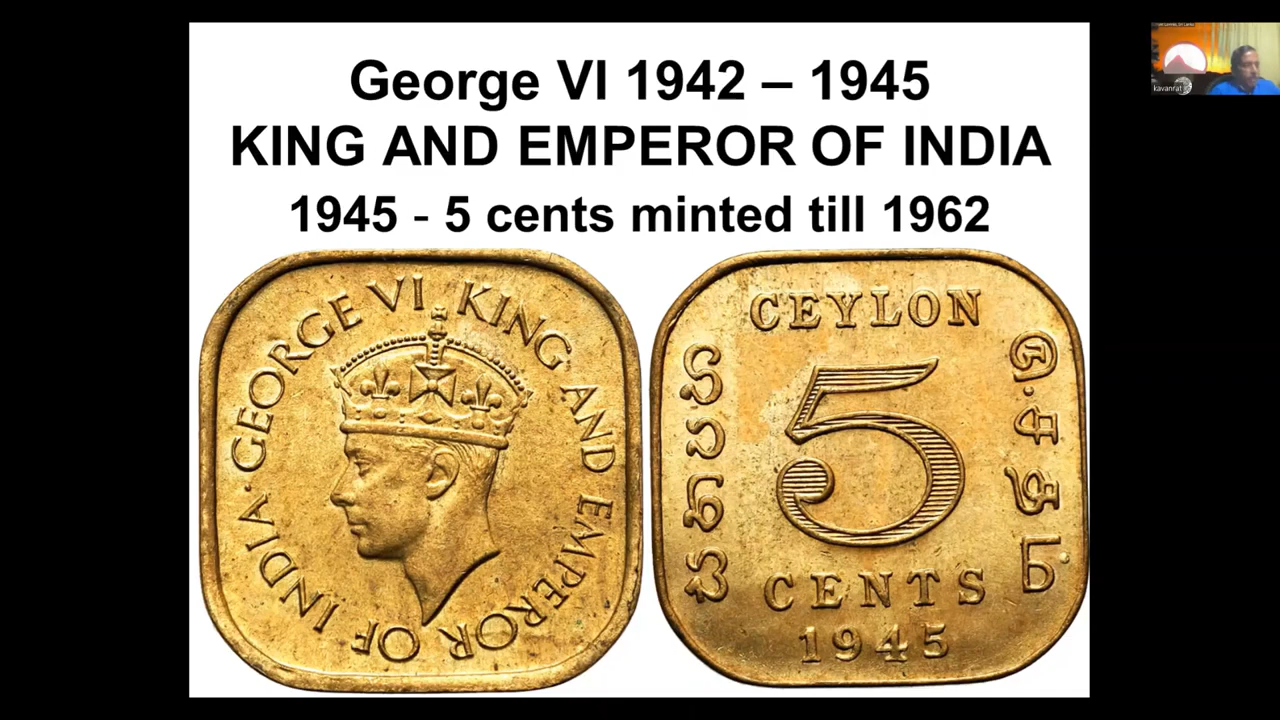 George VI 1942 – 1945
KING AND EMPEROR OF INDIA
1945 - 5 cents minted till 1962
GEORGE VI KING AND EMPEROR OF INDIA
CEYLON
5
CENTS
1945
kavanrat